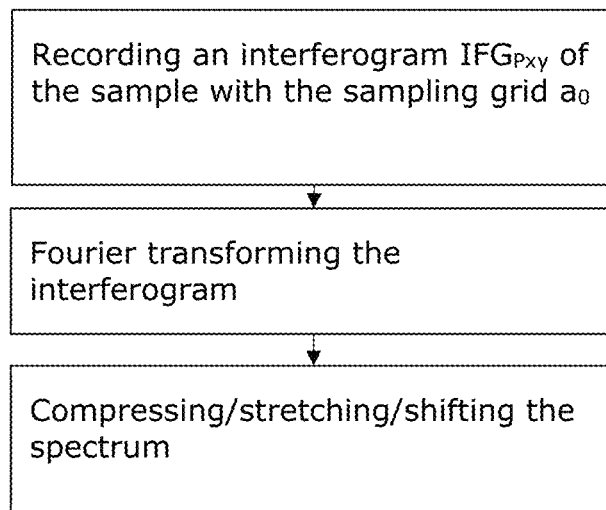 Recording an interferogram IFGPxy of
the sample with the sampling grid a0
Fourier transforming the
interferogram
Compressing/stretching/shifting the
spectrum